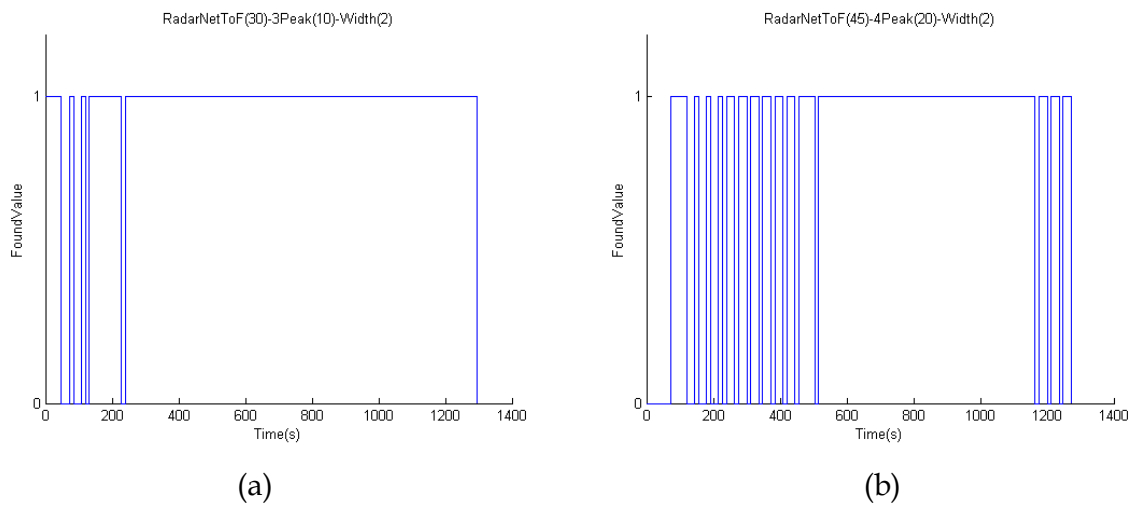 RadarNetToF(30)-3Peak(10)-Width(2)
1
0
FoundValue
0 200 400 600 800 1000 1200 1400
Time(s)
(a)
RadarNetToF(45)-4Peak(20)-Width(2)
1
0
FoundValue
0 200 400 600 800 1000 1200 1400
Time(s)
(b)